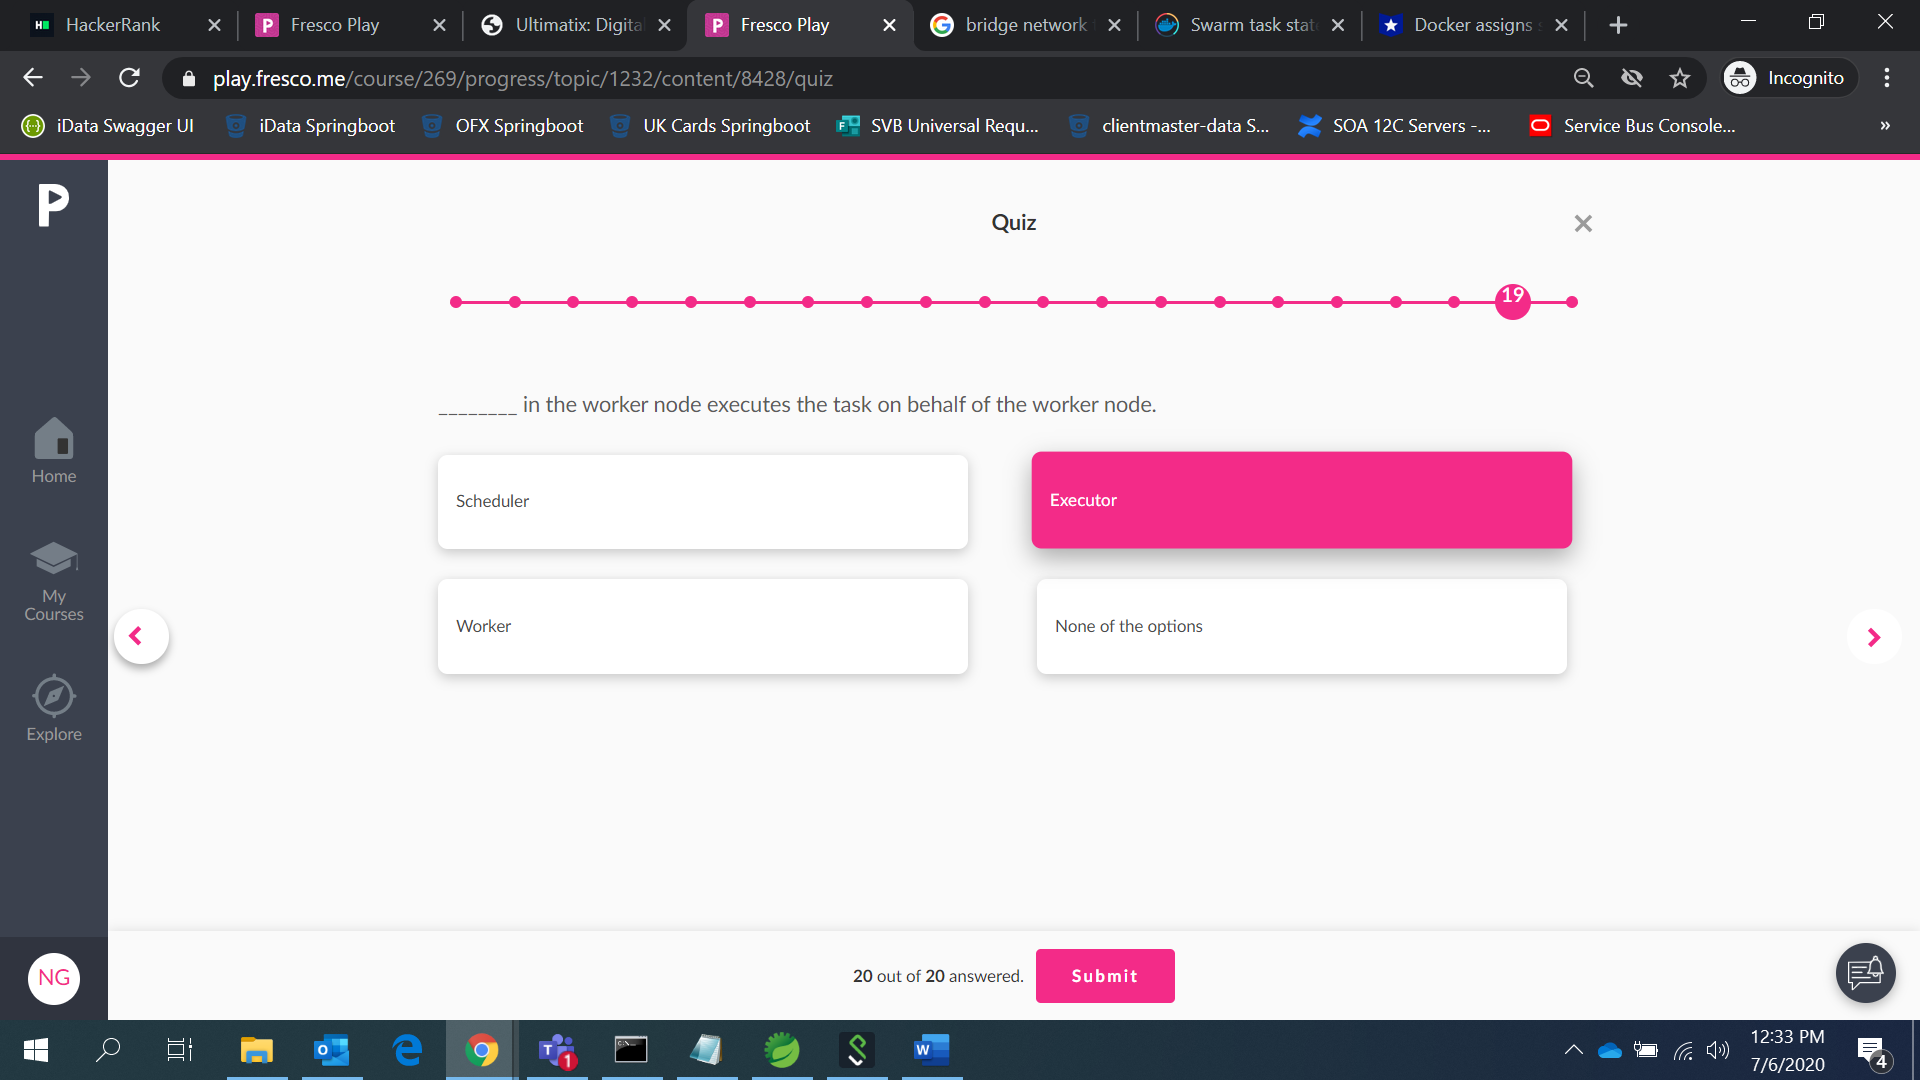 HackerRank
Fresco Play
Ultimatix: Digita
Fresco Play
bridge network
Swarm task stat
Docker assigns
play.fresco.me/course/269/progress/topic/1232/content/8428/quiz
Incognito
iData Swagger UI
iData Springboot
OFX Springboot
UK Cards Springboot
SVB Universal Requ...
clientmaster-data S...
SOA 12C Servers -...
Service Bus Console...
»
P
Quiz
19
________ in the worker node executes the task on behalf of the worker node.
Scheduler
Executor
Worker
None of the options
Home
My
Courses
Explore
NG
20 out of 20 answered.
Submit
12:33 PM
7/6/2020
1
4